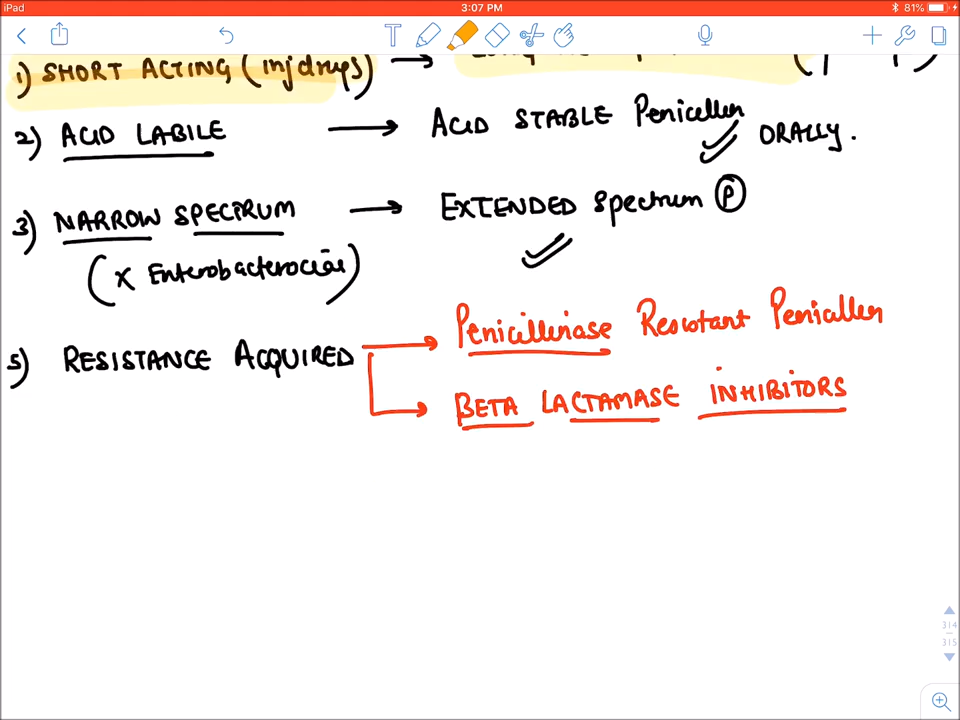 iPad 3:07 PM 81%
T
1) SHORT ACTING (inj drugs) →
2) ACID LABILE → ACID STABLE Penicillin ORALLY.
3) NARROW SPECTRUM → EXTENDED Spectrum P
(x Enterobacterociae)
5) RESISTANCE ACQUIRED → Penicillinase Resistant Penicillin
→ BETA LACTAMASE INHIBITORS
314
315